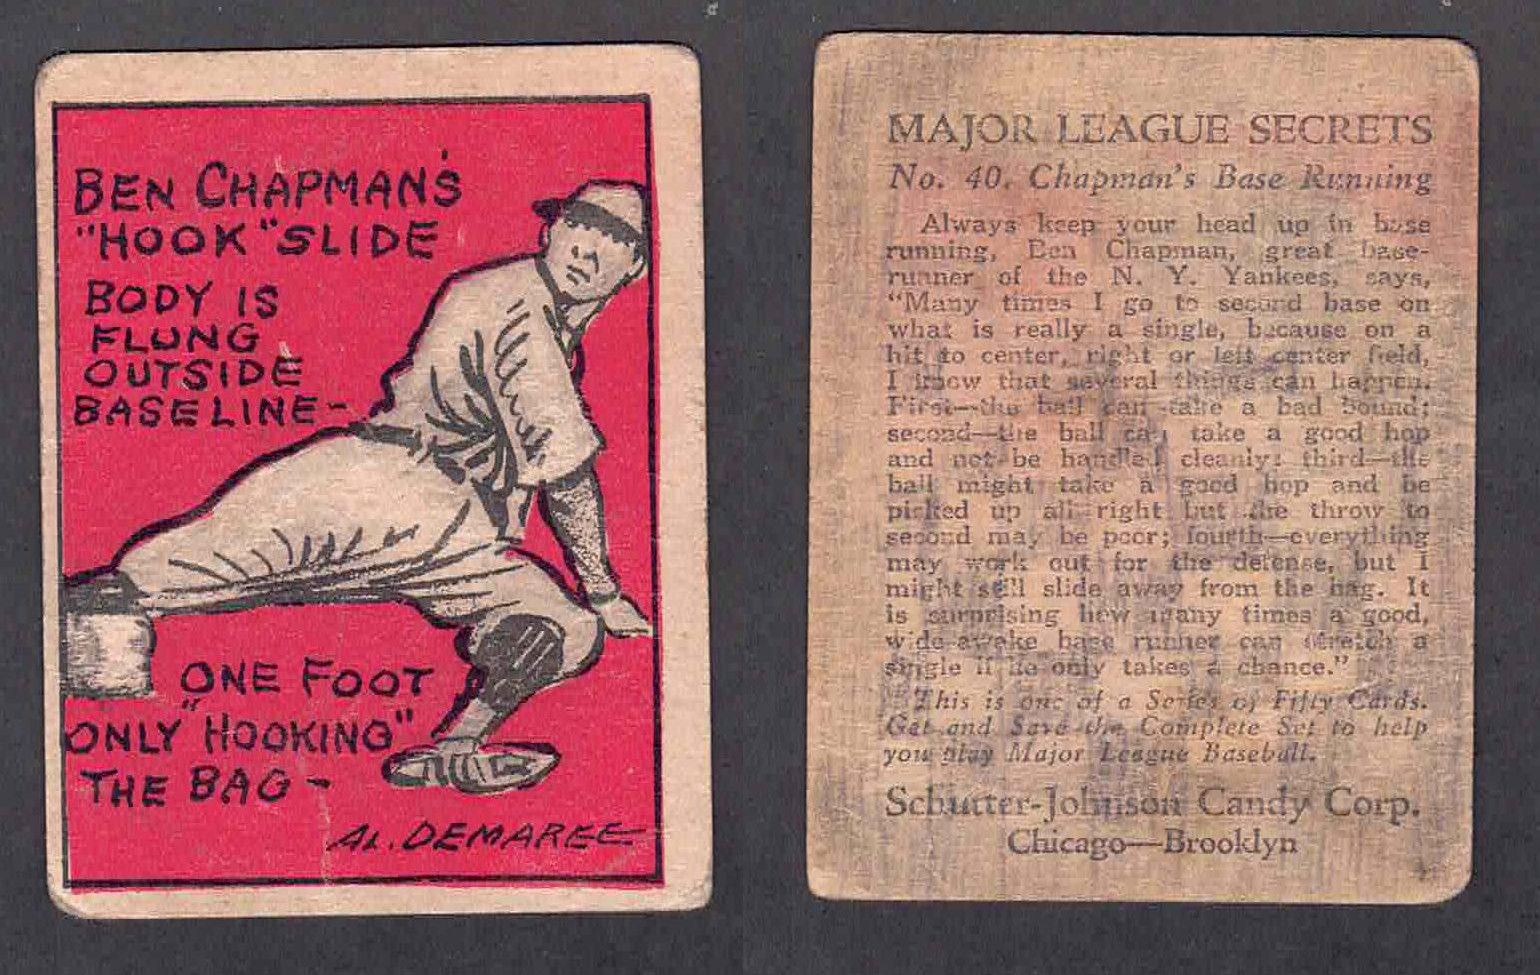 BEN CHAPMAN'S
"HOOK" SLIDE
BODY IS
FLUNG
OUTSIDE
BASELINE-
ONE FOOT
ONLY "HOOKING"
THE BAG-
AL. DEMAREE
MAJOR LEAGUE SECRETS
No. 40. Chapman's Base Running
Always keep your head up in base
running, Ben Chapman, great base-
runner of the N. Y. Yankees, says,
"Many times I go to second base on
what is really a single, because on a
hit to center, right or left center field,
I know that several things can happen.
First—the ball can take a bad bound;
second—the ball can take a good hop
and not be handled cleanly; third—the
ball might take a good hop and be
picked up all right but the throw to
second may be poor; fourth—everything
may work out for the defense, but I
might still slide away from the bag. It
is surprising how many times a good,
wide-awake base runner can stretch a
single if he only takes a chance."
This is one of a Series of Fifty Cards.
Get and Save the Complete Set to help
you play Major League Baseball.
Schutter-Johnson Candy Corp.
Chicago—Brooklyn